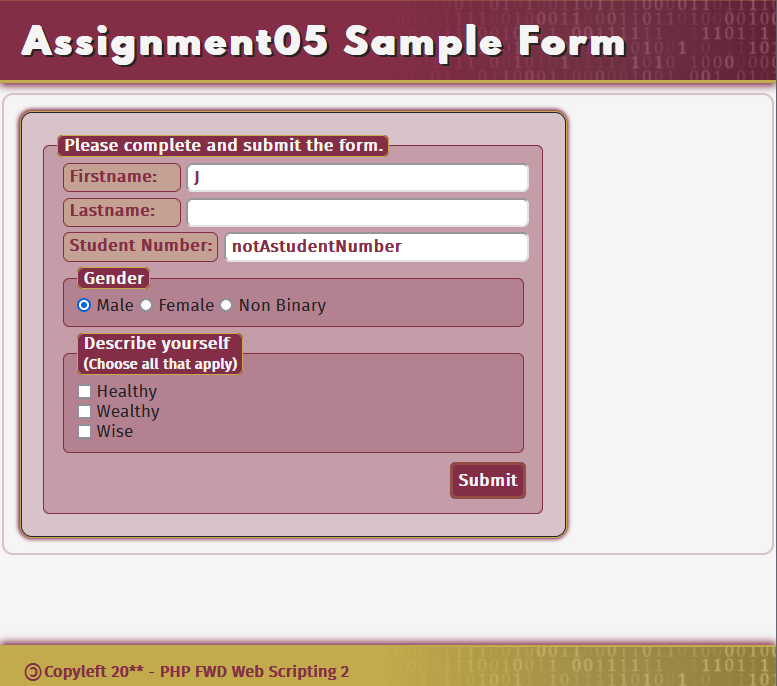 Assignment05 Sample Form
Please complete and submit the form.
Firstname: J
Lastname:
Student Number: notAstudentNumber
Gender
Male Female Non Binary
Describe yourself
(Choose all that apply)
Healthy
Wealthy
Wise
Submit
Copyleft 20** - PHP FWD Web Scripting 2